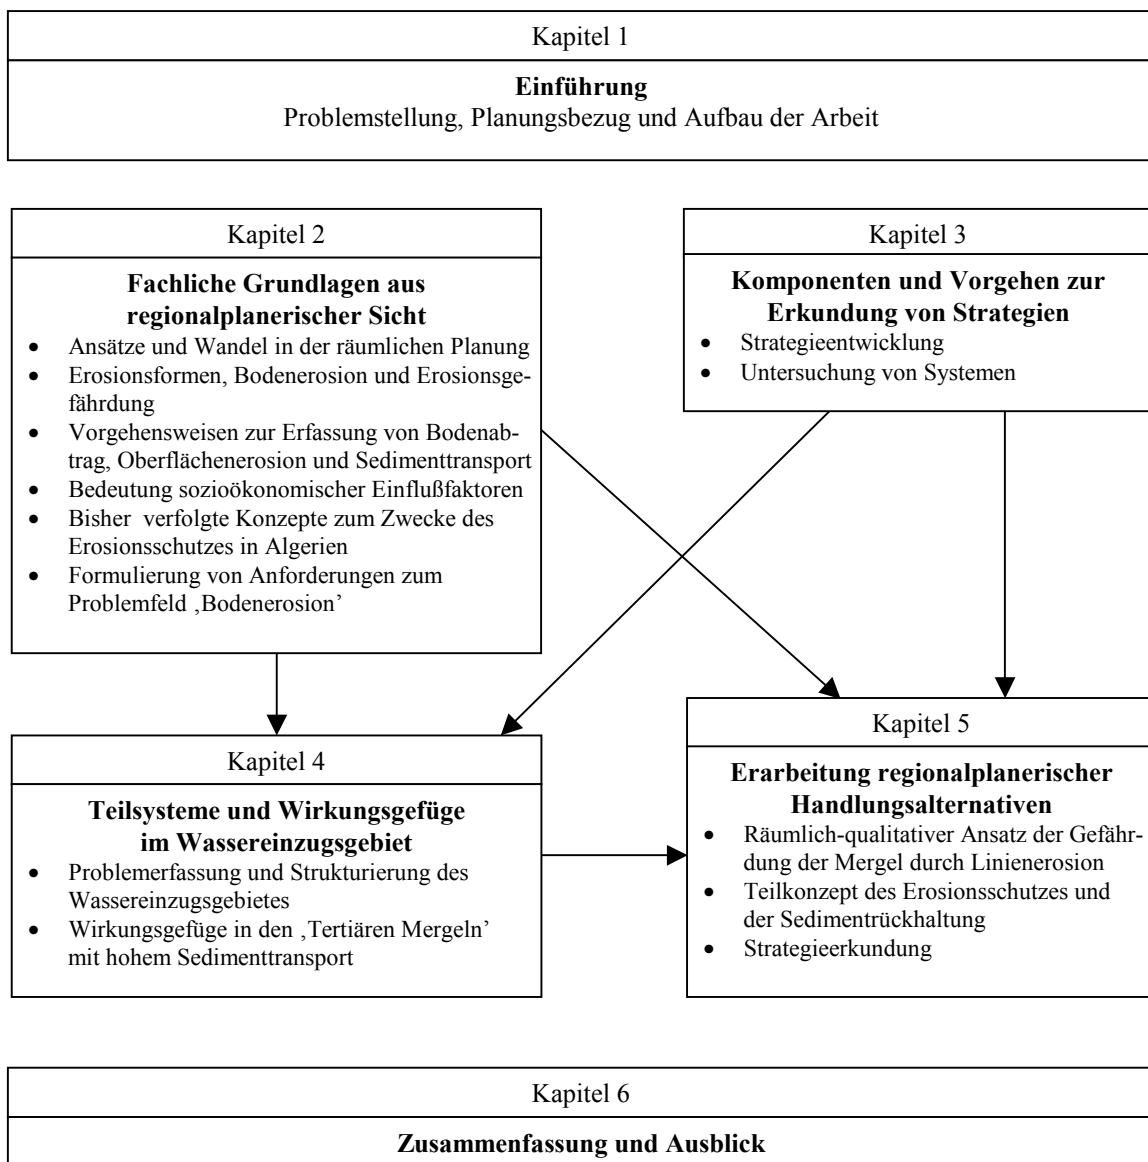 Kapitel 1
Einführung
Problemstellung, Planungsbezug und Aufbau der Arbeit
Kapitel 2
Fachliche Grundlagen aus
regionalplanerischer Sicht
• Ansätze und Wandel in der räumlichen Planung
• Erosionsformen, Bodenerosion und Erosionsge-
fährdung
• Vorgehensweisen zur Erfassung von Bodenab-
trag, Oberflächenerosion und Sedimenttransport
• Bedeutung sozioökonomischer Einflußfaktoren
• Bisher verfolgte Konzepte zum Zwecke des
Erosionsschutzes in Algerien
• Formulierung von Anforderungen zum
Problemfeld ‚Bodenerosion’
Kapitel 3
Komponenten und Vorgehen zur
Erkundung von Strategien
• Strategieentwicklung
• Untersuchung von Systemen
Kapitel 4
Teilsysteme und Wirkungsgefüge
im Wassereinzugsgebiet
• Problemerfassung und Strukturierung des
Wassereinzugsgebietes
• Wirkungsgefüge in den ‚Tertiären Mergeln’
mit hohem Sedimenttransport
Kapitel 5
Erarbeitung regionalplanerischer
Handlungsalternativen
• Räumlich-qualitativer Ansatz der Gefähr-
dung der Mergel durch Linienerosion
• Teilkonzept des Erosionsschutzes und
der Sedimentrückhaltung
• Strategieerkundung
Kapitel 6
Zusammenfassung und Ausblick